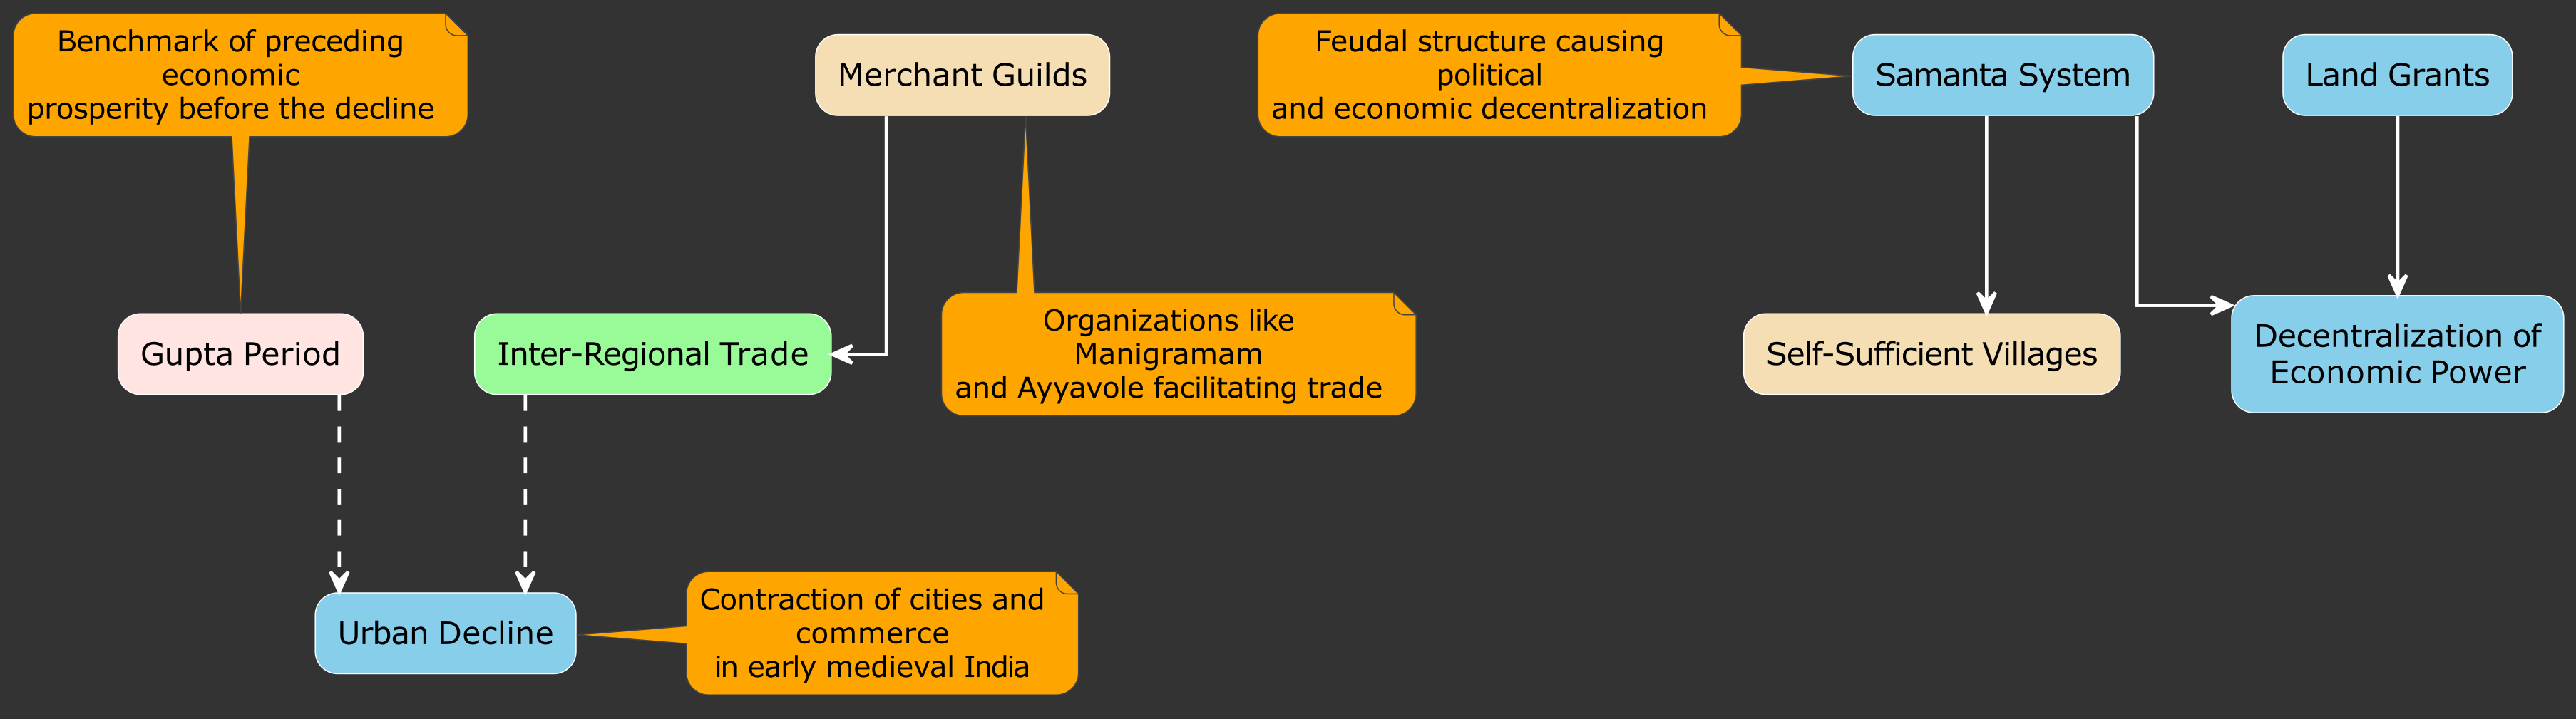 Benchmark of preceding
economic
prosperity before the decline
Merchant Guilds
Feudal structure causing
political
and economic decentralization
Samanta System
Land Grants
Gupta Period
Inter-Regional Trade
Organizations like
Manigramam
and Ayyavole facilitating trade
Self-Sufficient Villages
Decentralization of
Economic Power
Urban Decline
Contraction of cities and
commerce
in early medieval India